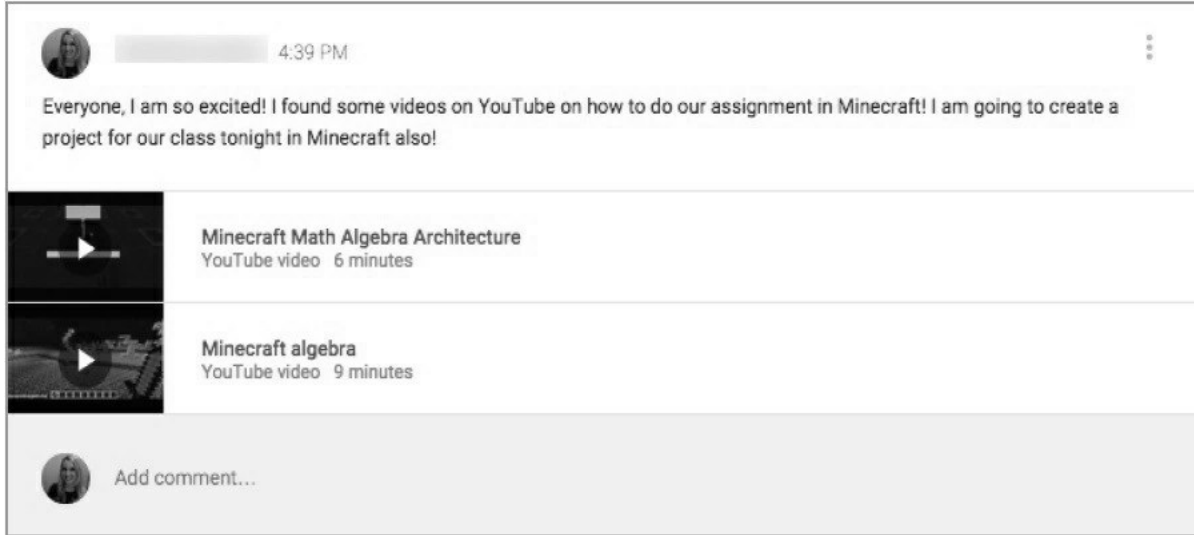 4:39 PM
Everyone, I am so excited! I found some videos on YouTube on how to do our assignment in Minecraft! I am going to create a
project for our class tonight in Minecraft also!
Minecraft Math Algebra Architecture
YouTube video 6 minutes
Minecraft algebra
YouTube video 9 minutes
Add comment...